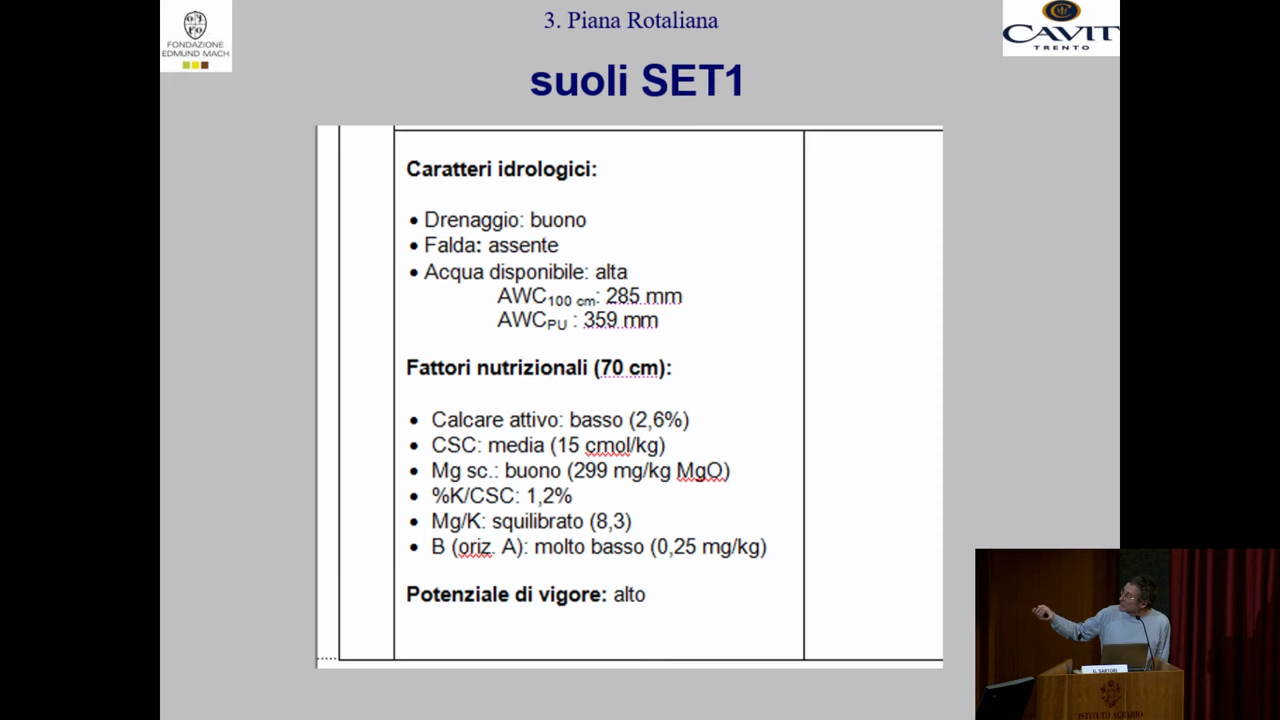 3. Piana Rotaliana
FONDAZIONE
EDMUND MACH
CAVIT
TRENTO
suoli SET1
Caratteri idrologici:
• Drenaggio: buono
• Falda: assente
• Acqua disponibile: alta
AWC100 cm: 285 mm
AWCPU : 359 mm
Fattori nutrizionali (70 cm):
• Calcare attivo: basso (2,6%)
• CSC: media (15 cmol/kg)
• Mg sc.: buono (299 mg/kg MgO)
• %K/CSC: 1,2%
• Mg/K: squilibrato (8,3)
• B (oriz. A): molto basso (0,25 mg/kg)
Potenziale di vigore: alto
G. SARTORI
ISTITUTO AGRARIO